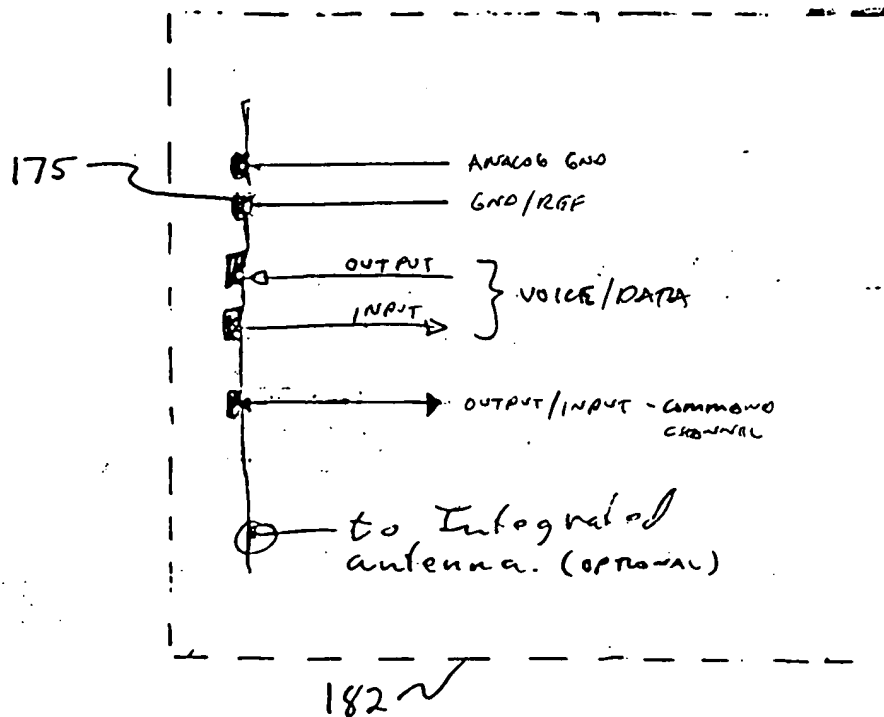 175
ANALOG GND
GND/REF
OUTPUT
INPUT
VOICE/DATA
OUTPUT/INPUT - COMMAND
CHANNEL
to Integrated
antenna. (OPTIONAL)
182